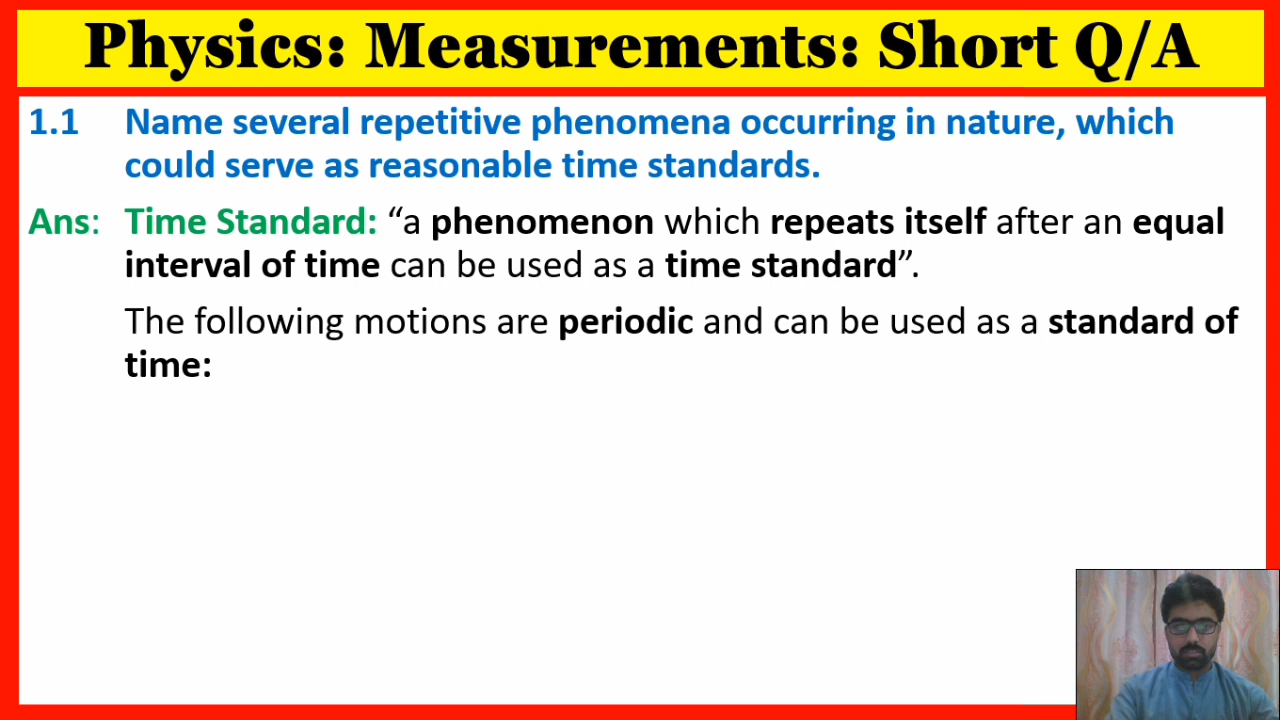 Physics: Measurements: Short Q/A
1.1 Name several repetitive phenomena occurring in nature, which
could serve as reasonable time standards.
Ans: Time Standard: “a phenomenon which repeats itself after an equal
interval of time can be used as a time standard”.
The following motions are periodic and can be used as a standard of
time: